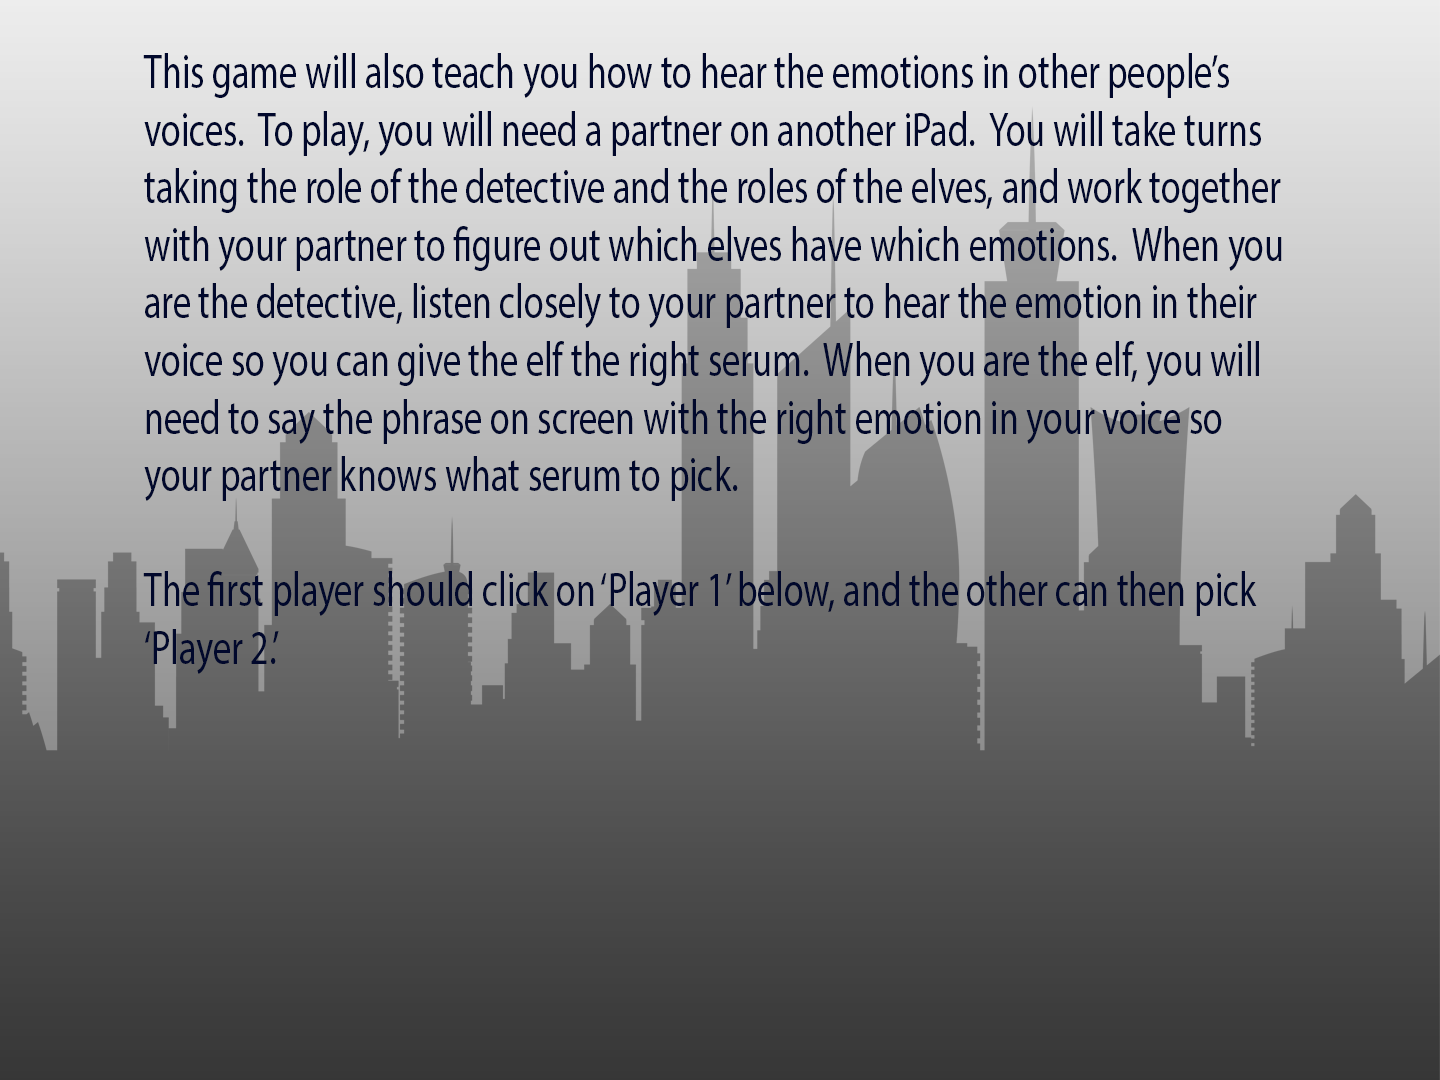 This game will also teach you how to hear the emotions in other people’s
voices.  To play, you will need a partner on another iPad.  You will take turns
taking the role of the detective and the roles of the elves, and work together
with your partner to figure out which elves have which emotions.  When you
are the detective, listen closely to your partner to hear the emotion in their
voice so you can give the elf the right serum.  When you are the elf, you will
need to say the phrase on screen with the right emotion in your voice so
your partner knows what serum to pick.
The first player should click on ‘Player 1’ below, and the other can then pick
‘Player 2.’